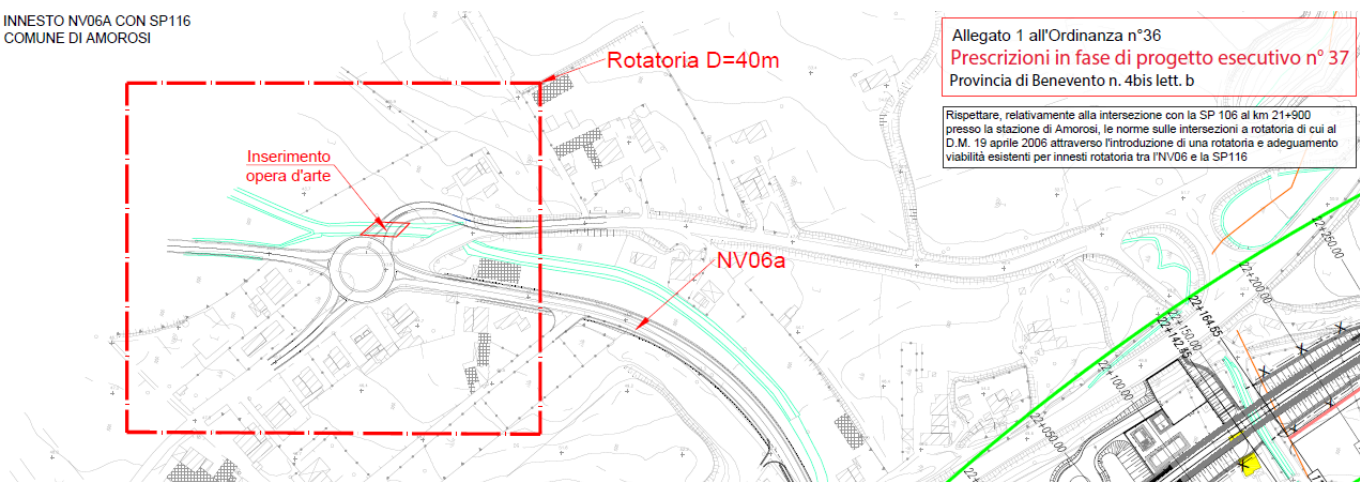 INNESTO NV06A CON SP116
COMUNE DI AMOROSI
Rotatoria D=40m
Allegato 1 all'Ordinanza n°36
Prescrizioni in fase di progetto esecutivo n° 37
Provincia di Benevento n. 4bis lett. b
Rispettare, relativamente alla intersezione con la SP 106 al km 21+900
presso la stazione di Amorosi, le norme sulle intersezioni a rotatoria di cui al
D.M. 19 aprile 2006 attraverso l'introduzione di una rotatoria e adeguamento
viabilità esistenti per innesti rotatoria tra l'NV06 e la SP116
Inserimento
opera d'arte
NV06a
22+250.00
22+200.00
22+164.65
22+150.00
22+142.45
22+100.00
22+050.00